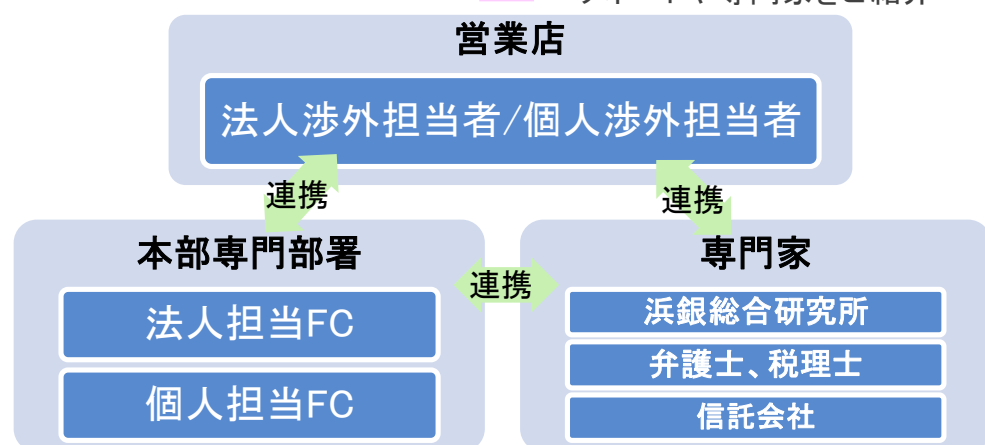 営業店
法人渉外担当者/個人渉外担当者
連携
連携
本部専門部署
法人担当FC
個人担当FC
連携
専門家
浜銀総合研究所
弁護士、税理士
信託会社